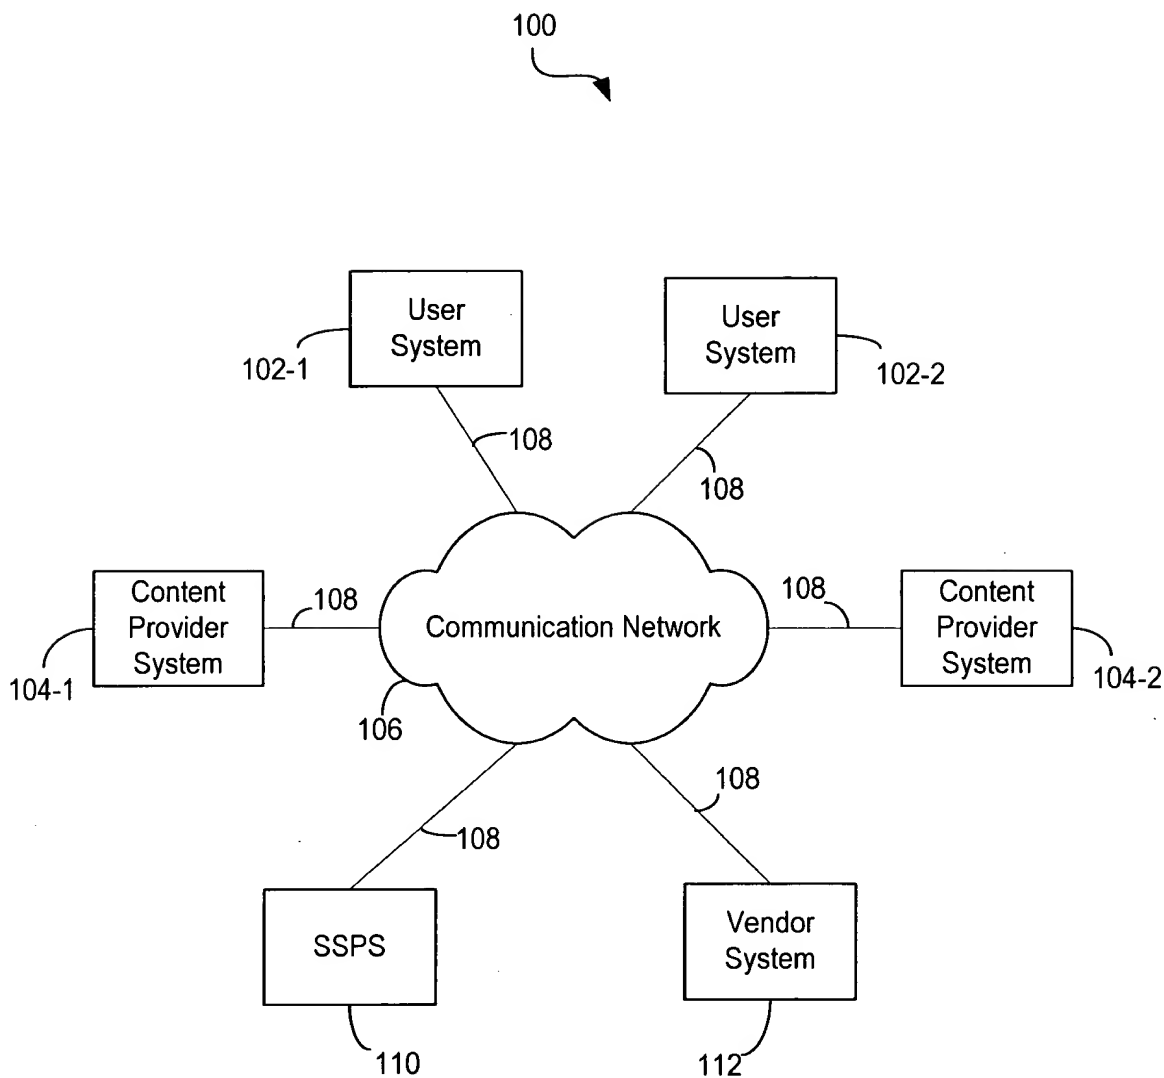 100
User
System
User
System
102-1
102-2
108
108
Content
Provider
System
108
Communication Network
108
Content
Provider
System
104-1
104-2
106
108
108
SSPS
Vendor
System
110
112